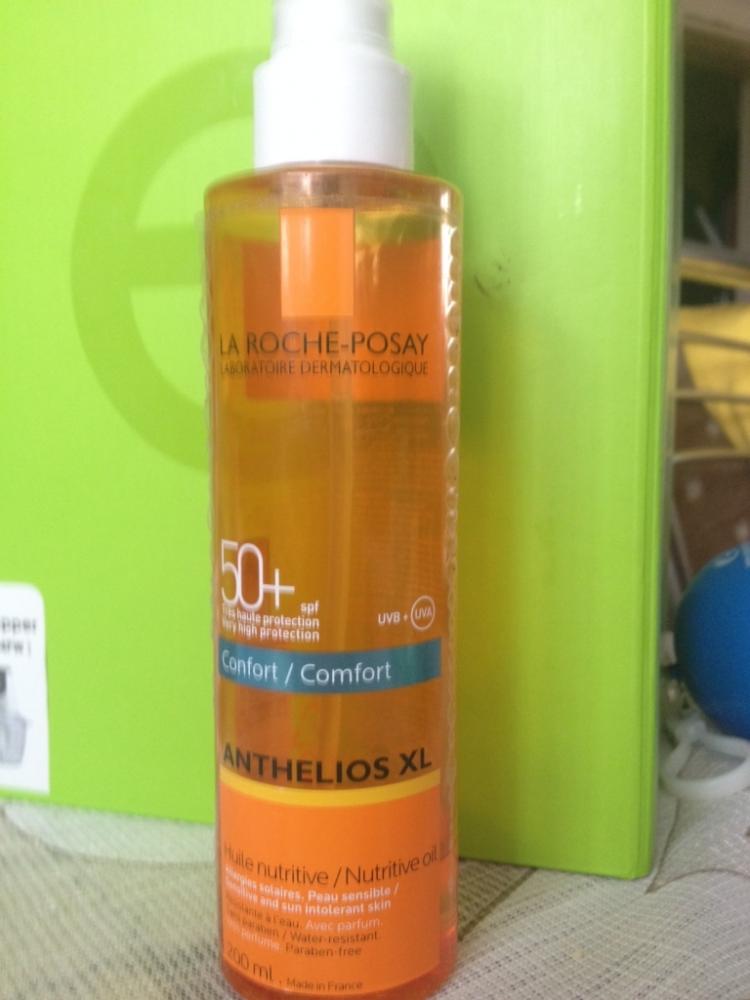 LA ROCHE-POSAY
LABORATOIRE DERMATOLOGIQUE
50+
spf
Très haute protection
Very high protection
UVB + UVA
Confort / Comfort
ANTHELIOS XL
Huile nutritive / Nutritive oil
Allergies solaires. Peau sensible /
Sensitive and sun intolerant skin
à l'eau. Avec parfum.
Sans paraben / Water-resistant.
perfume. Paraben-free
200 ml
Made in France
pper